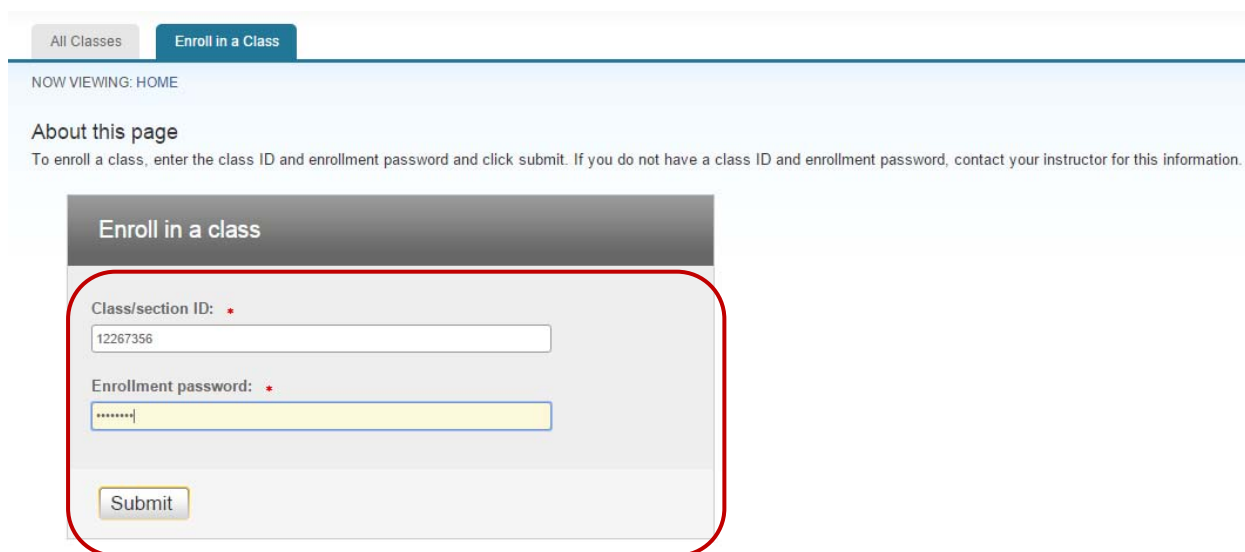 All Classes
Enroll in a Class
NOW VIEWING: HOME
About this page
To enroll a class, enter the class ID and enrollment password and click submit. If you do not have a class ID and enrollment password, contact your instructor for this information.
Enroll in a class
Class/section ID: *
12267356
Enrollment password: *
••••••••
Submit